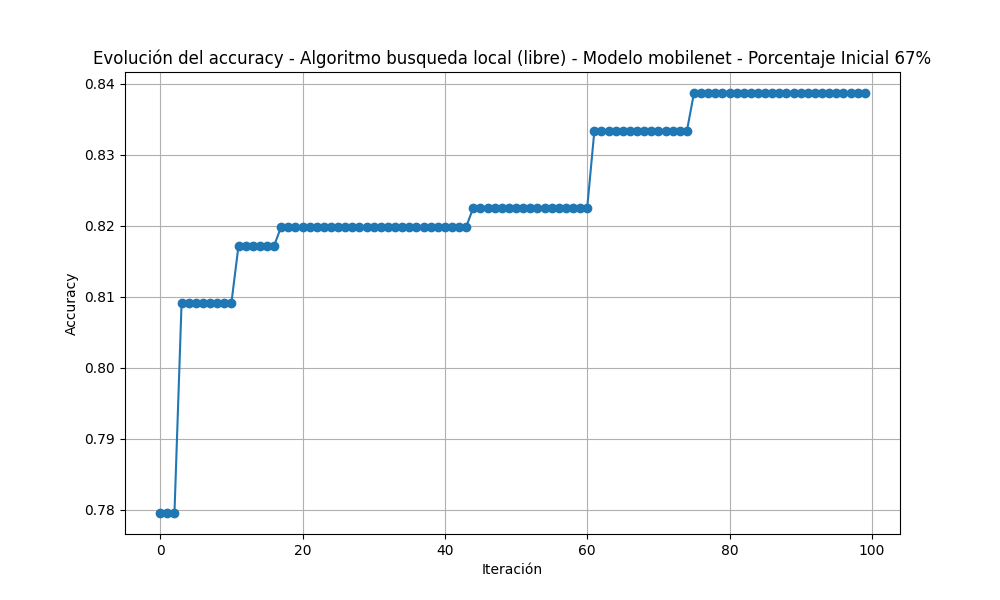 Evolución del accuracy - Algoritmo busqueda local (libre) - Modelo mobilenet - Porcentaje Inicial 67%
0.84
0.83
0.82
0.81
0.80
0.79
0.78
Accuracy
0 20 40 60 80 100
Iteración